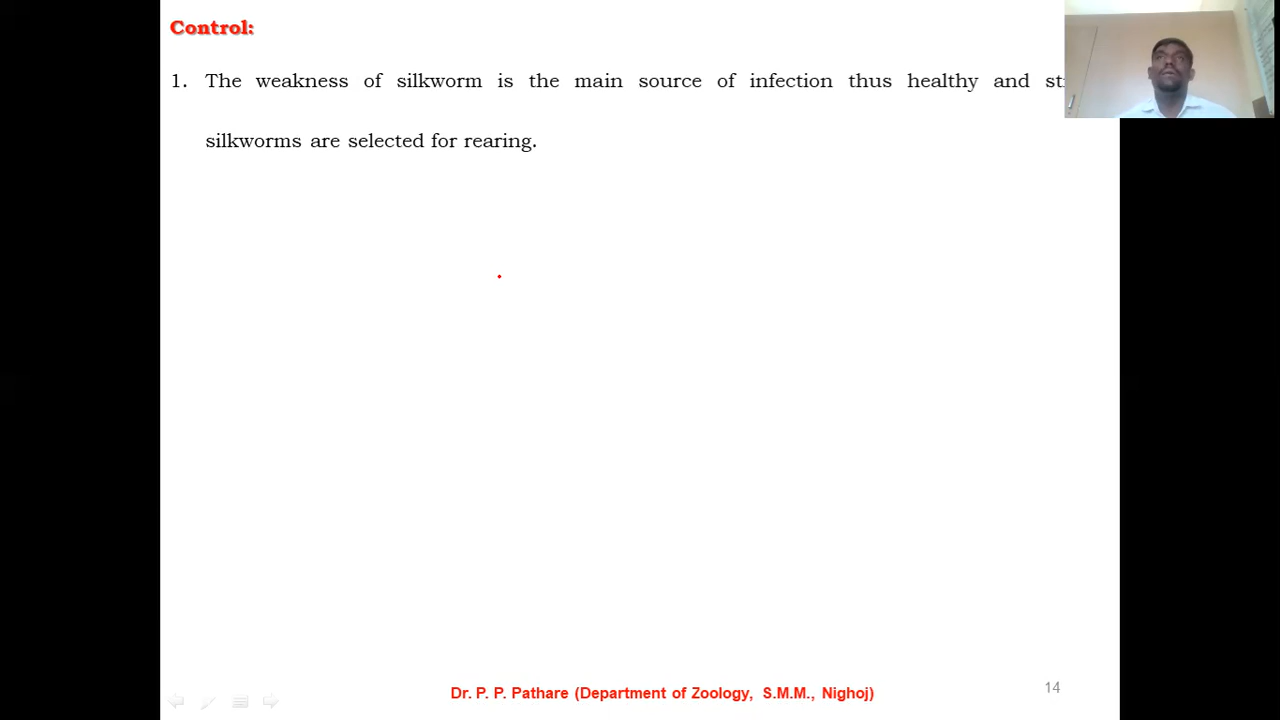 Control:
1. The weakness of silkworm is the main source of infection thus healthy and
silkworms are selected for rearing.
Dr. P. P. Pathare (Department of Zoology, S.M.M., Nighoj)
14